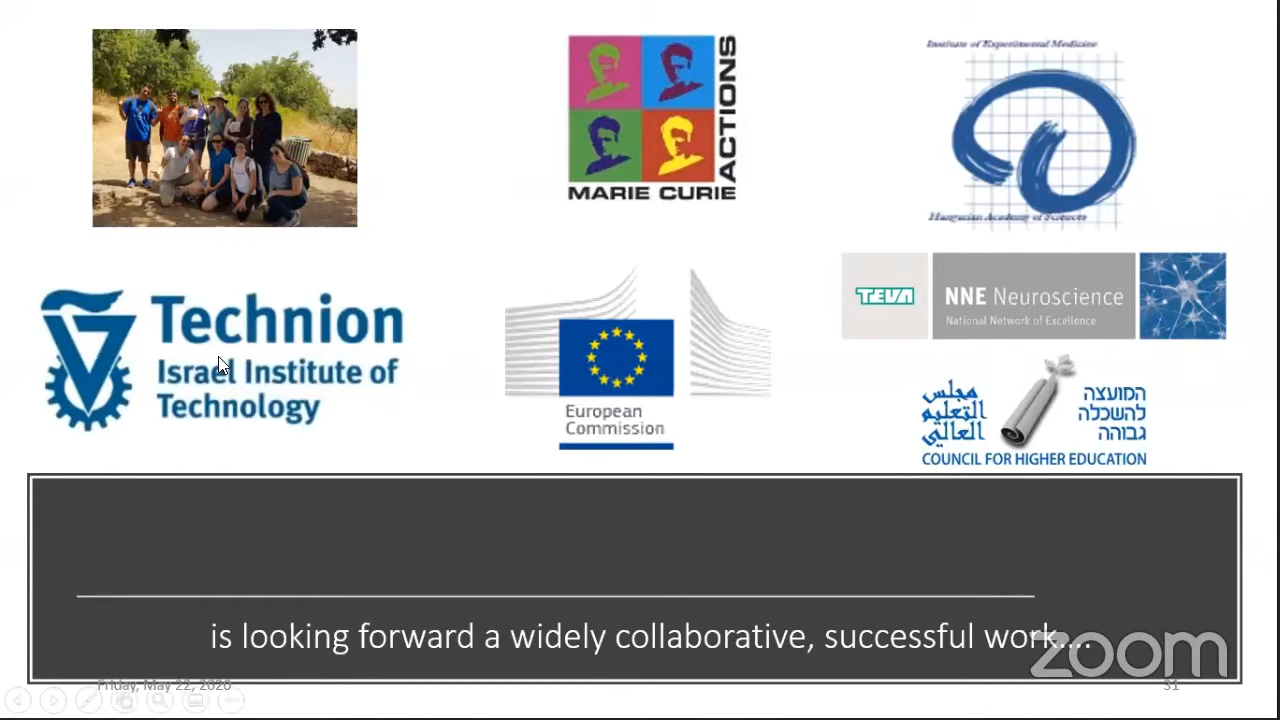 MARIE CURIE
ACTIONS
Institute of Experimental Medicine
Hungarian Academy of Sciences
Technion
Israel Institute of
Technology
European
Commission
TEVA
NNE Neuroscience
National Network of Excellence
مجلس
التعليم
العالي
המועצה
להשכלה
גבוהה
COUNCIL FOR HIGHER EDUCATION
is looking forward a widely collaborative, successful work....
zoom
Friday, May 22, 2020
31